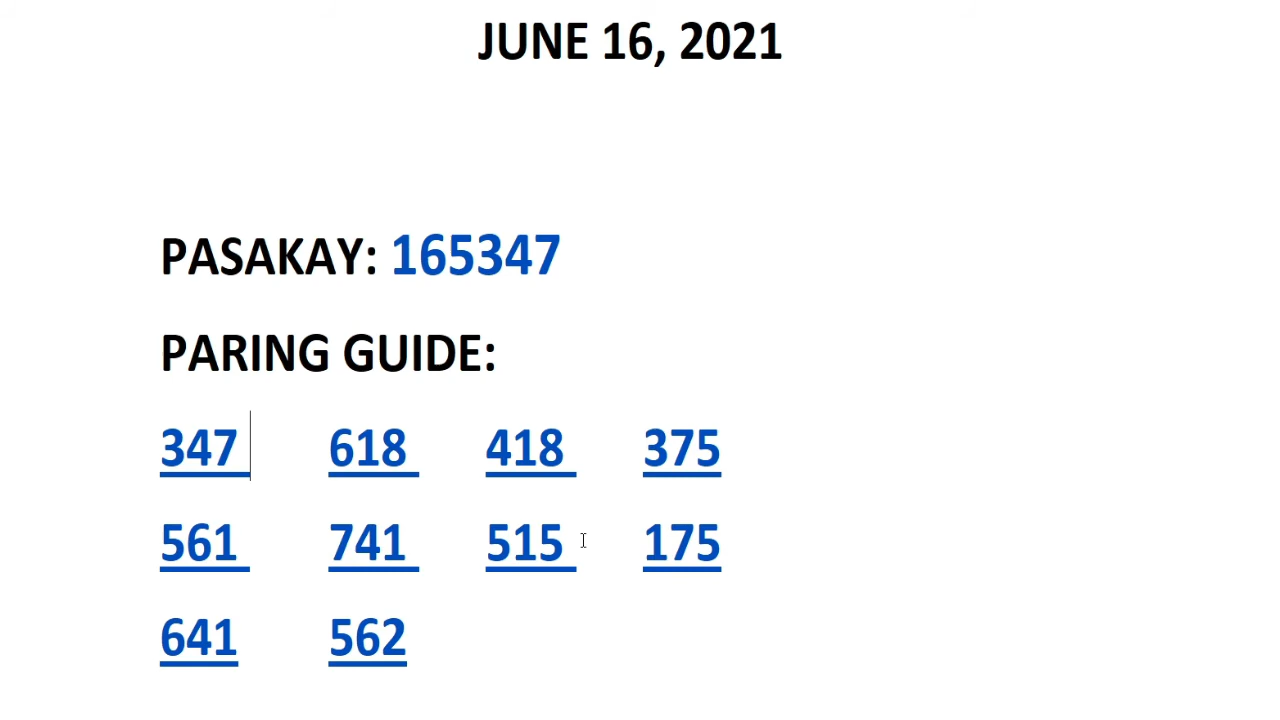 JUNE 16, 2021
PASAKAY: 165347
PARING GUIDE:
347 618 418 375
561 741 515 175
641 562